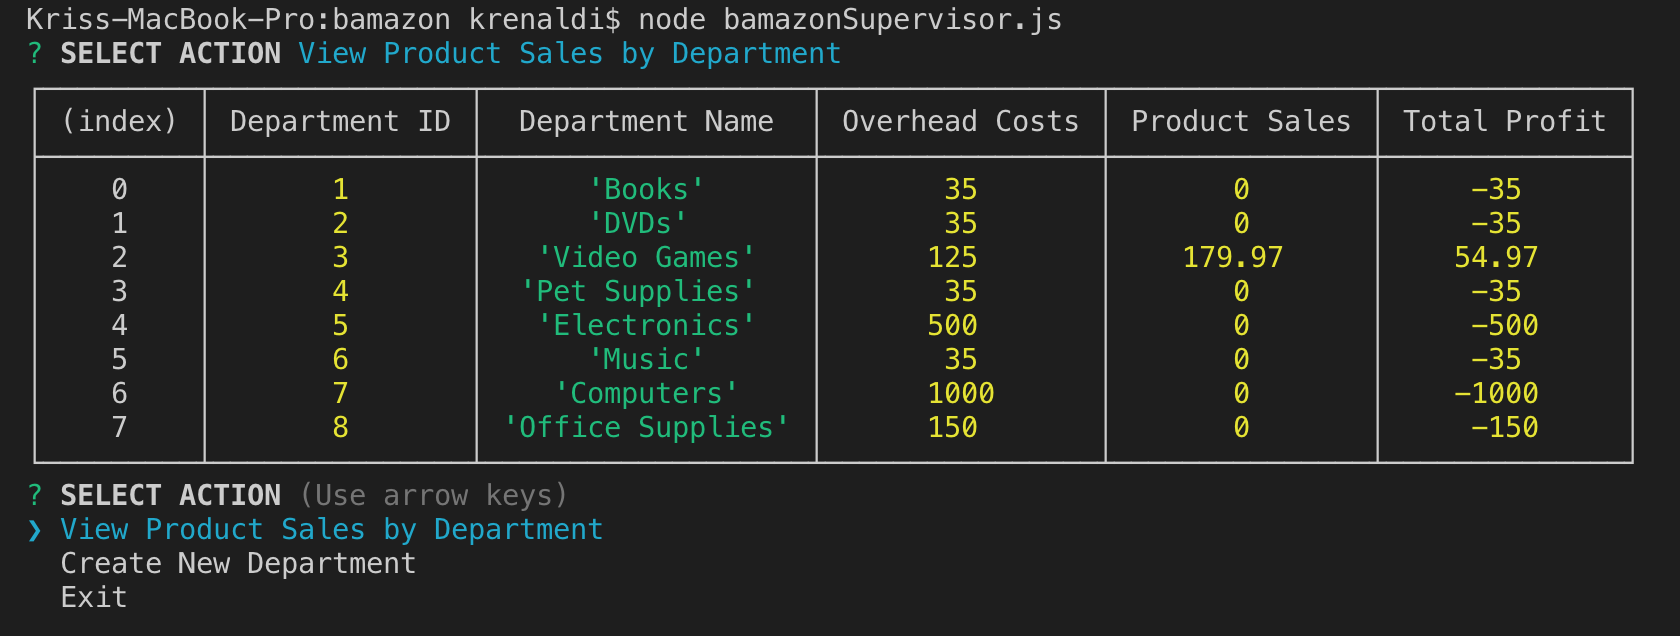 Kriss-MacBook-Pro:bamazon krenaldi$ node bamazonSupervisor.js
? SELECT ACTION View Product Sales by Department
(index) Department ID Department Name Overhead Costs Product Sales Total Profit
0 1 'Books' 35 0 -35
1 2 'DVDs' 35 0 -35
2 3 'Video Games' 125 179.97 54.97
3 4 'Pet Supplies' 35 0 -35
4 5 'Electronics' 500 0 -500
5 6 'Music' 35 0 -35
6 7 'Computers' 1000 0 -1000
7 8 'Office Supplies' 150 0 -150
? SELECT ACTION (Use arrow keys)
❯ View Product Sales by Department
Create New Department
Exit